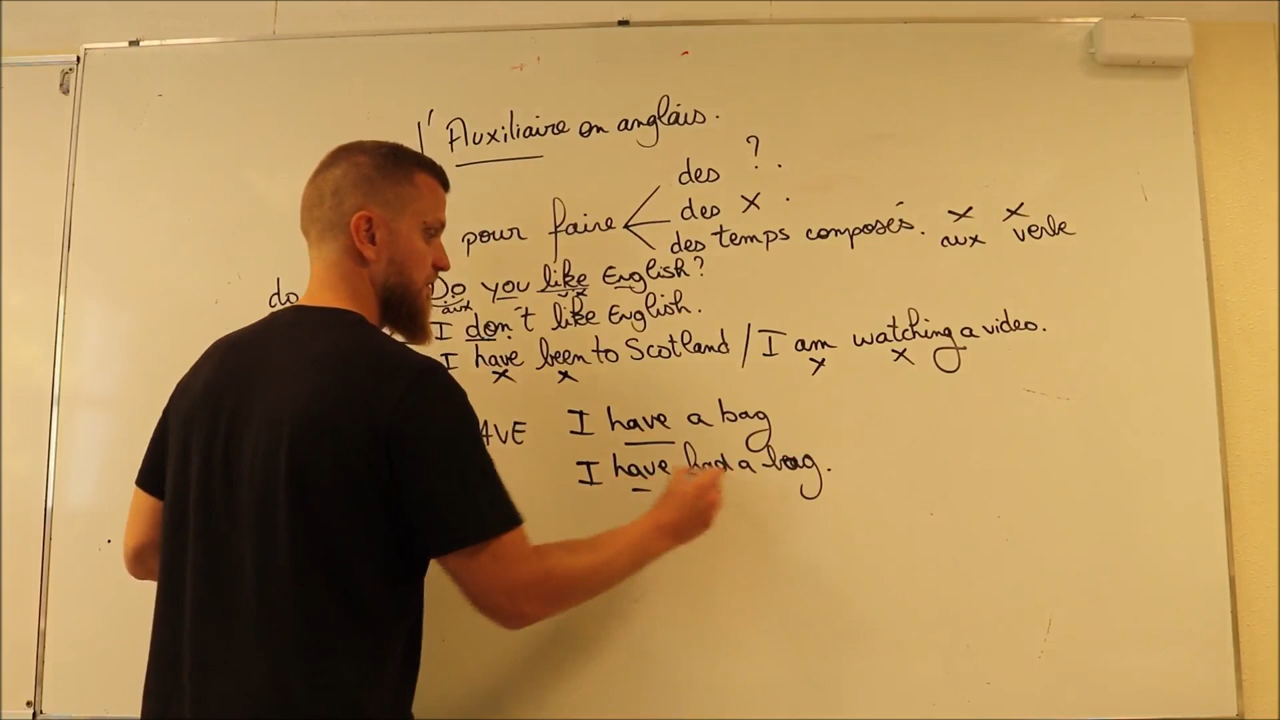 l' Auxiliaire en anglais.
des ?.
pour faire des X.
des temps composés. x x
aux verbe
do Do you like English?
aux
I don't like English.
I have been to Scotland / I am watching a video.
x x x x
AVE I have a bag
I have had a bag.